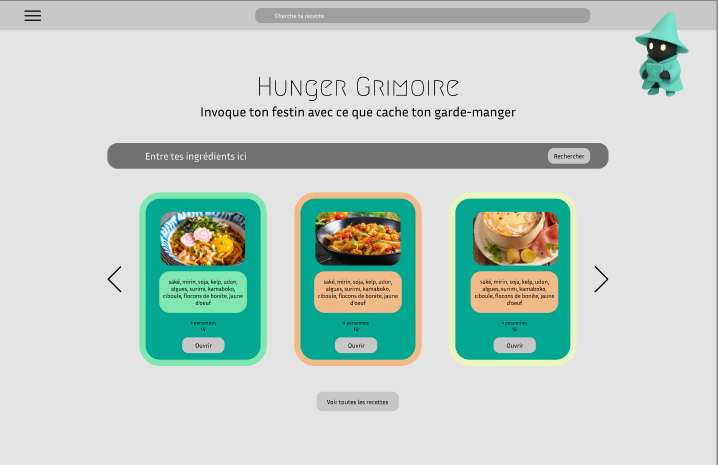 Cherche ta recette
Hunger Grimoire
Invoque ton festin avec ce que cache ton garde-manger
Entre tes ingrédients ici
Rechercher
saké, mirin, soja, kelp, udon,
algues, surimi, kamaboko,
ciboule, flocons de bonite, jaune
d'oeuf
4 personnes
Ouvrir
saké, mirin, soja, kelp, udon,
algues, surimi, kamaboko,
ciboule, flocons de bonite, jaune
d'oeuf
4 personnes
Ouvrir
saké, mirin, soja, kelp, udon,
algues, surimi, kamaboko,
ciboule, flocons de bonite, jaune
d'oeuf
4 personnes
Ouvrir
Voir toutes les recettes